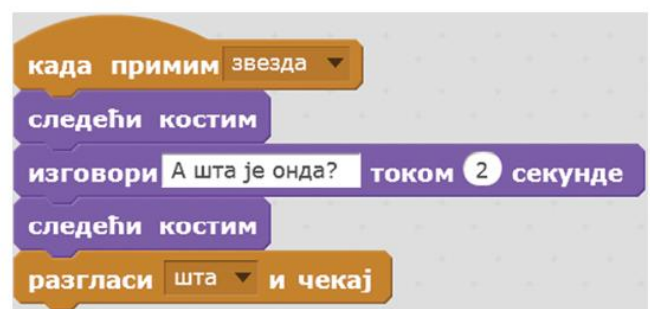 када примим звезда
следећи костим
изговори А шта је онда? током 2 секунде
следећи костим
разгласи шта и чекај